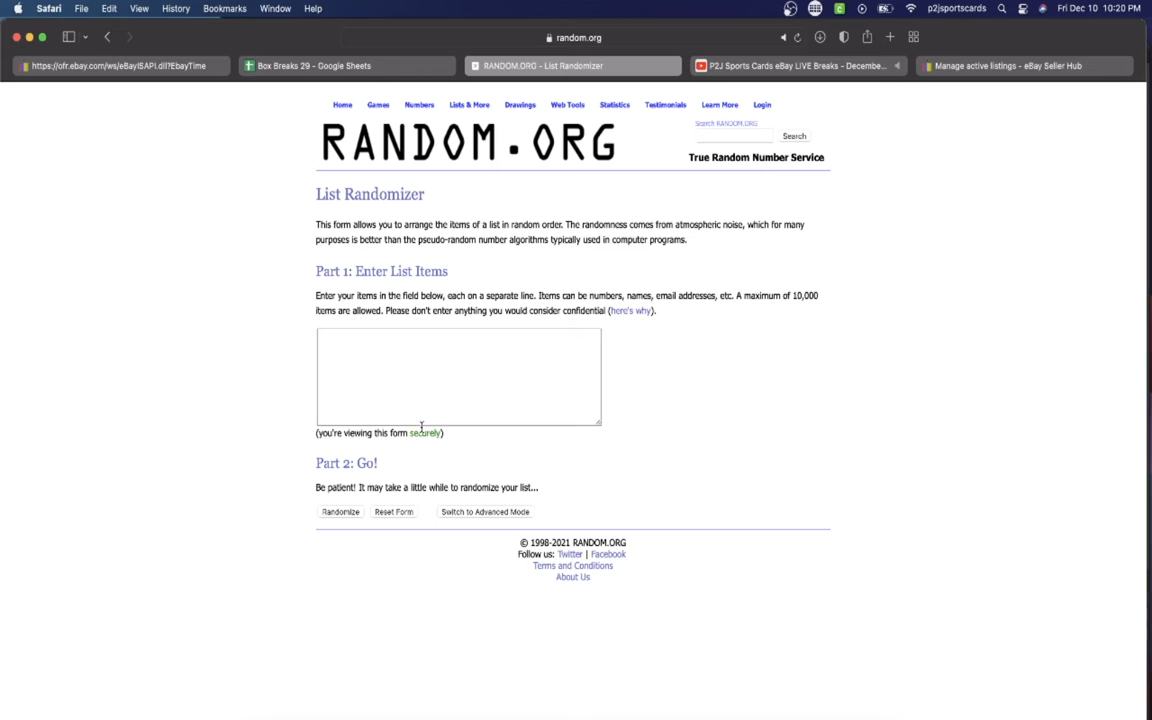 Safari File Edit View History Bookmarks Window Help p2jsportscards Fri Dec 10 10:20 PM
random.org
https://ofr.ebay.com/ws/eBayISAPI.dll?EbayTime Box Breaks 29 - Google Sheets RANDOM.ORG - List Randomizer P2J Sports Cards eBay LIVE Breaks - Decembe... Manage active listings - eBay Seller Hub
Home Games Numbers Lists & More Drawings Web Tools Statistics Testimonials Learn More Login
Search RANDOM.ORG
RANDOM.ORG
Search
True Random Number Service
List Randomizer
This form allows you to arrange the items of a list in random order. The randomness comes from atmospheric noise, which for many
purposes is better than the pseudo-random number algorithms typically used in computer programs.
Part 1: Enter List Items
Enter your items in the field below, each on a separate line. Items can be numbers, names, email addresses, etc. A maximum of 10,000
items are allowed. Please don't enter anything you would consider confidential (here's why).
(you're viewing this form securely)
Part 2: Go!
Be patient! It may take a little while to randomize your list...
Randomize Reset Form Switch to Advanced Mode
© 1998-2021 RANDOM.ORG
Follow us: Twitter | Facebook
Terms and Conditions
About Us